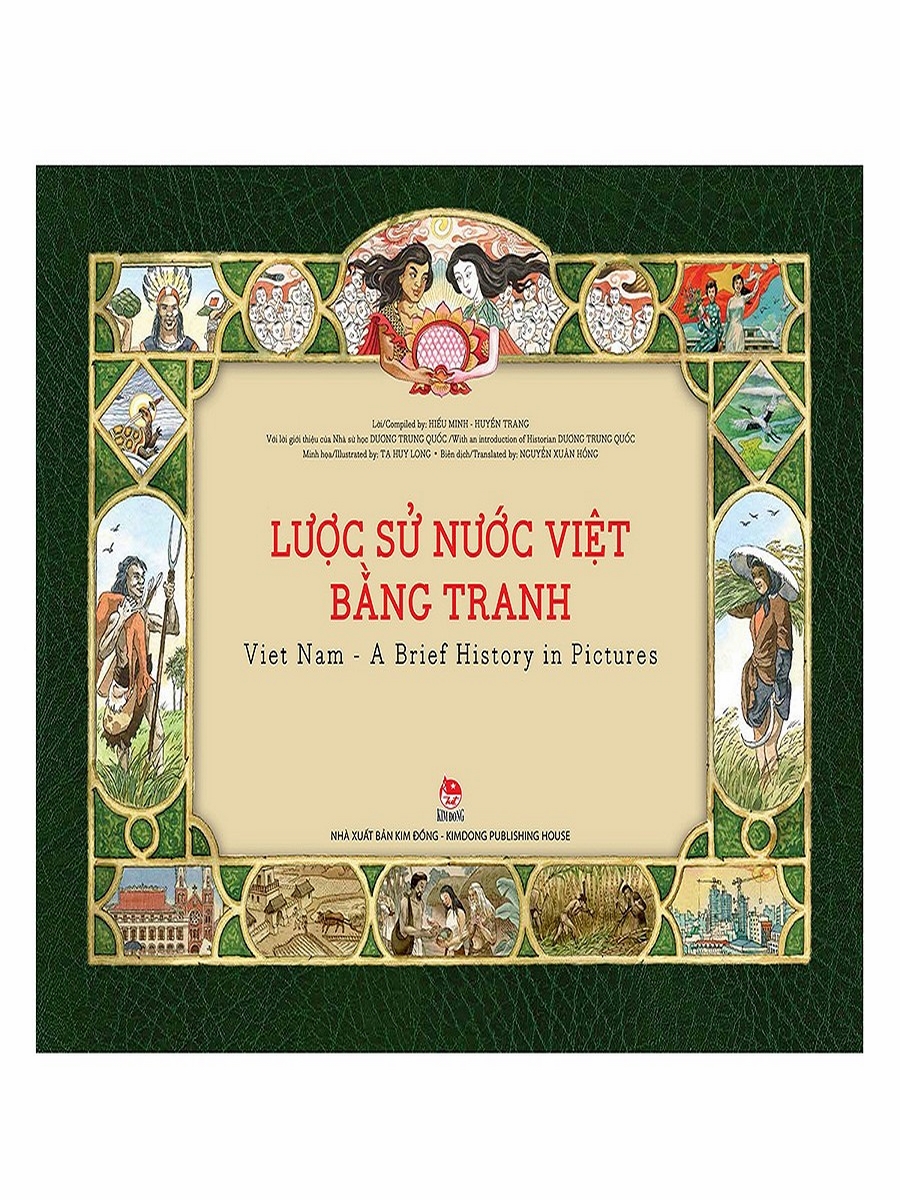 Lời/Compiled by: HIẾU MINH - HUYỀN TRANG
Với lời giới thiệu của Nhà sử học DƯƠNG TRUNG QUỐC/With an introduction of Historian DƯƠNG TRUNG QUỐC
Minh họa/Illustrated by: TẠ HUY LONG • Biên dịch/Translated by: NGUYỄN XUÂN HỒNG
LƯỢC SỬ NƯỚC VIỆT
BẰNG TRANH
Viet Nam - A Brief History in Pictures
KIM ĐỒNG
NHÀ XUẤT BẢN KIM ĐỒNG - KIMDONG PUBLISHING HOUSE